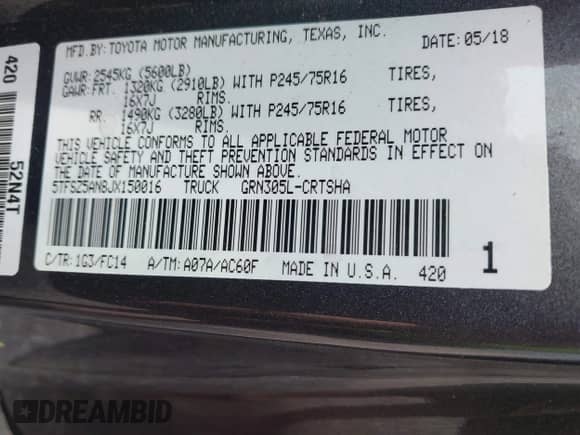 MFD.BY:TOYOTA MOTOR MANUFACTURING, TEXAS, INC.
DATE:05/18
GVWR:2545KG (5600LB)
GAWR:FRT. 1320KG (2910LB)WITH P245/75R16 TIRES,
16X7J RIMS.
RR. 1490KG (3280LB)WITH P245/75R16 TIRES,
16X7J RIMS.
THIS VEHICLE CONFORMS TO ALL APPLICABLE FEDERAL MOTOR
VEHICLE SAFETY AND THEFT PREVENTION STANDARDS IN EFFECT ON
THE DATE OF MANUFACTURE SHOWN ABOVE.
5TFSZ5AN8JX150016 TRUCK GRN305L-CRTSHA
C/TR:1G3/FC14 A/TM:A07A/AC60F MADE IN U.S.A. 420 1
420 52N4T
DREAMBID